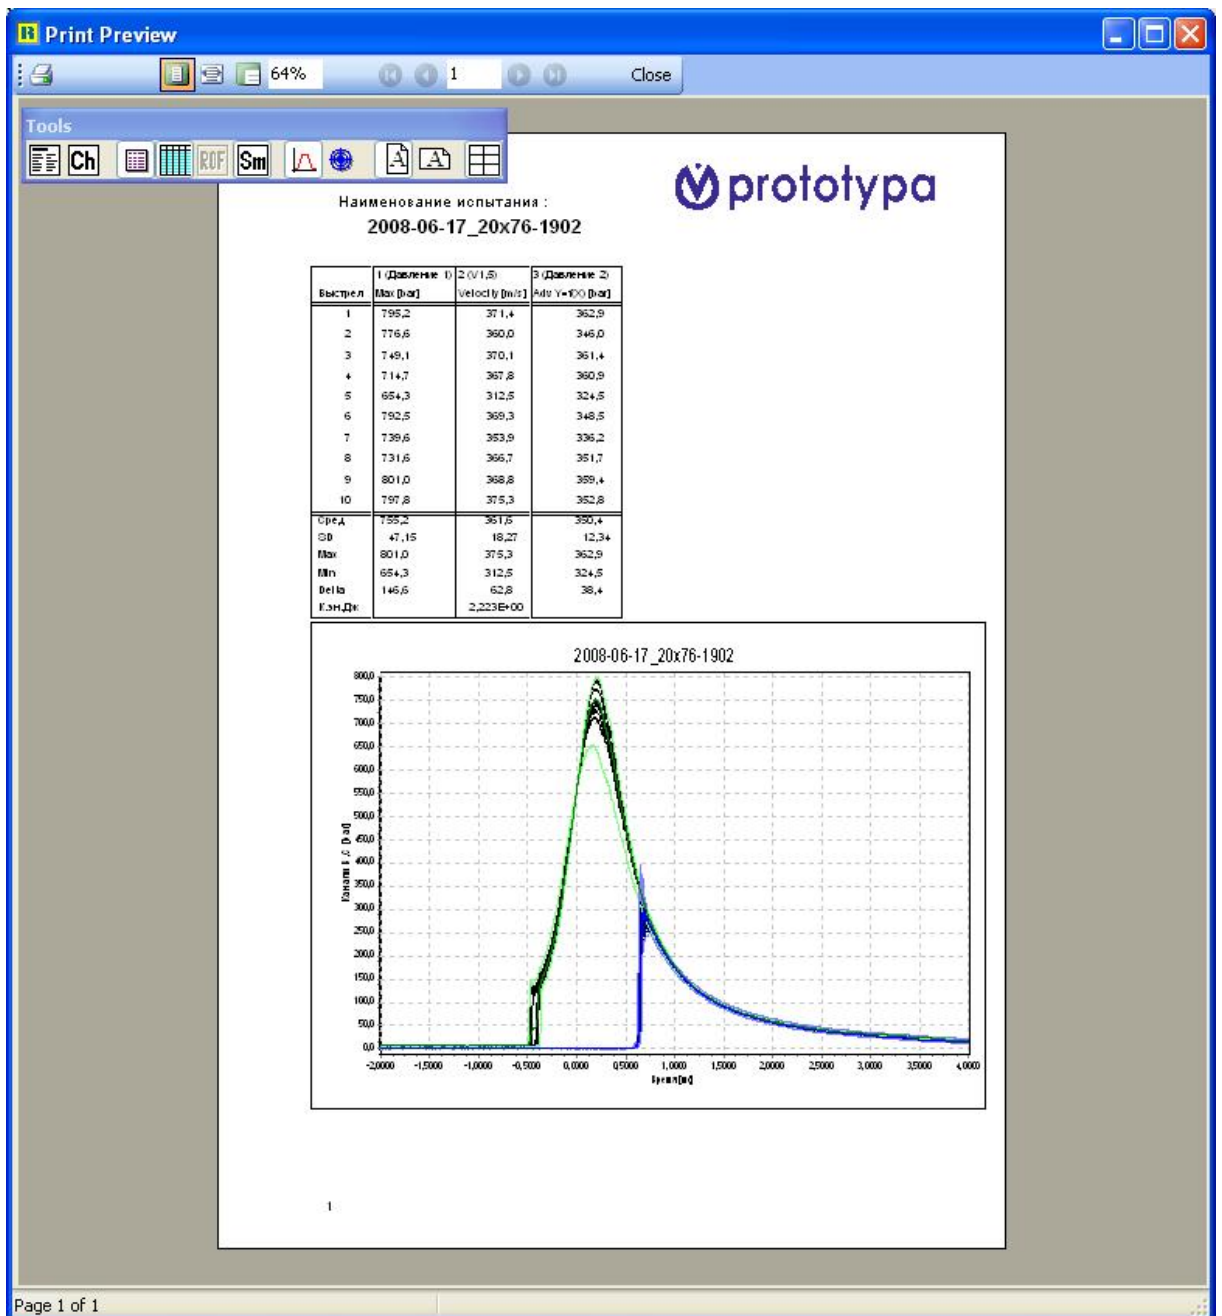 Print Preview
64%
1
Close
Tools
Ch
ROF
Sm
A
A
prototypa
Наименование испытания :
2008-06-17_20x76-1902
1 (Давление 1) 2 (V1,5) 3 (Давление 2)
Выстрел Max [bar] Velocity [m/s] Adv Y=f(X) [bar]
1 795,2 371,4 362,9
2 776,6 360,0 346,0
3 749,1 370,1 361,4
4 714,7 367,8 360,9
5 654,3 312,5 324,5
6 792,5 369,3 348,5
7 739,6 353,9 336,2
8 731,6 366,7 351,7
9 801,0 368,8 359,4
10 797,8 375,3 352,8
Сред 755,2 361,6 350,4
SD 47,15 18,27 12,34
Max 801,0 375,3 362,9
Min 654,3 312,5 324,5
Delta 146,6 62,8 38,4
К.эн.Дж 2,223E+00
2008-06-17_20x76-1902
800,0
750,0
700,0
650,0
600,0
550,0
500,0
450,0
400,0
350,0
300,0
250,0
200,0
150,0
100,0
50,0
0,0
[bar]
-2,0000 -1,5000 -1,0000 -0,5000 0,0000 0,5000 1,0000 1,5000 2,0000 2,5000 3,0000 3,5000 4,0000
1
Page 1 of 1